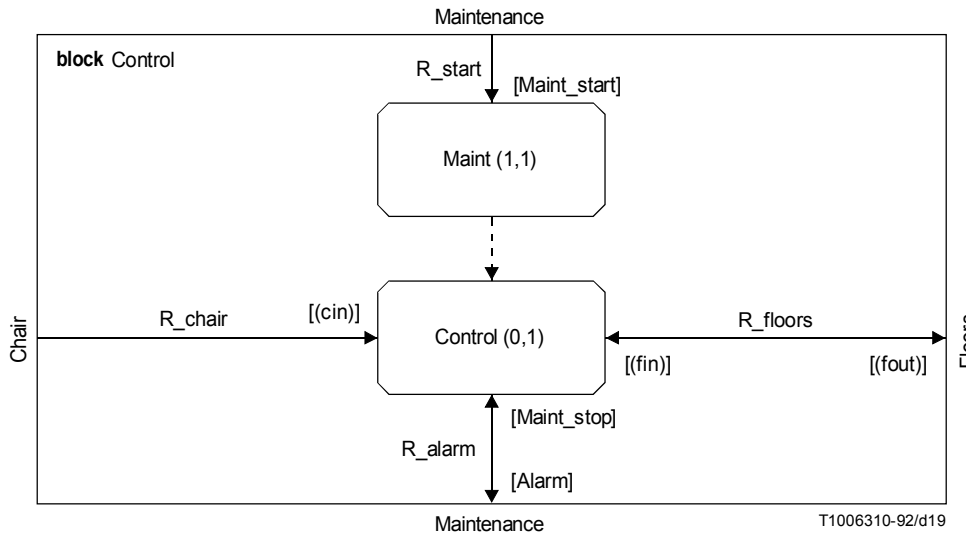 Maintenance
block Control
R_start
[Maint_start]
Maint (1,1)
Chair
R_chair
[(cin)]
Control (0,1)
R_floors
[(fin)]
[(fout)]
Floors
[Maint_stop]
R_alarm
[Alarm]
Maintenance
T1006310-92/d19